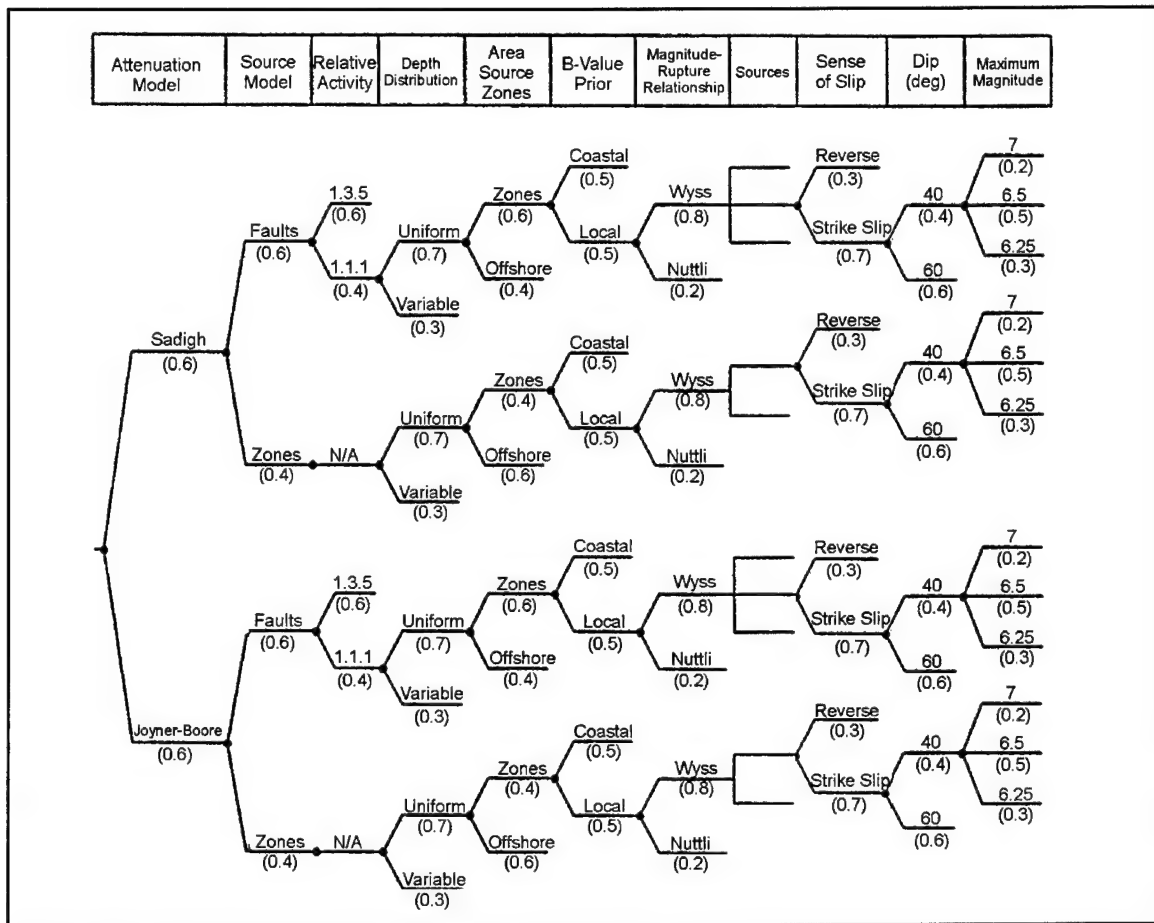 Attenuation Model
Source Model
Relative Activity
Depth Distribution
Area Source Zones
B-Value Prior
Magnitude-Rupture Relationship
Sources
Sense of Slip
Dip (deg)
Maximum Magnitude
Sadigh
(0.6)
Faults
(0.6)
1.3.5
(0.6)
1.1.1
(0.4)
Uniform
(0.7)
Variable
(0.3)
Zones
(0.6)
Offshore
(0.4)
Coastal
(0.5)
Local
(0.5)
Wyss
(0.8)
Nuttli
(0.2)
Reverse
(0.3)
Strike Slip
(0.7)
40
(0.4)
60
(0.6)
7
(0.2)
6.5
(0.5)
6.25
(0.3)
Zones
(0.4)
N/A
Uniform
(0.7)
Variable
(0.3)
Zones
(0.4)
Offshore
(0.6)
Coastal
(0.5)
Local
(0.5)
Wyss
(0.8)
Nuttli
(0.2)
Reverse
(0.3)
Strike Slip
(0.7)
40
(0.4)
60
(0.6)
7
(0.2)
6.5
(0.5)
6.25
(0.3)
Joyner-Boore
(0.6)
Faults
(0.6)
1.3.5
(0.6)
1.1.1
(0.4)
Uniform
(0.7)
Variable
(0.3)
Zones
(0.6)
Offshore
(0.4)
Coastal
(0.5)
Local
(0.5)
Wyss
(0.8)
Nuttli
(0.2)
Reverse
(0.3)
Strike Slip
(0.7)
40
(0.4)
60
(0.6)
7
(0.2)
6.5
(0.5)
6.25
(0.3)
Zones
(0.4)
N/A
Uniform
(0.7)
Variable
(0.3)
Zones
(0.4)
Offshore
(0.6)
Coastal
(0.5)
Local
(0.5)
Wyss
(0.8)
Nuttli
(0.2)
Reverse
(0.3)
Strike Slip
(0.7)
40
(0.4)
60
(0.6)
7
(0.2)
6.5
(0.5)
6.25
(0.3)